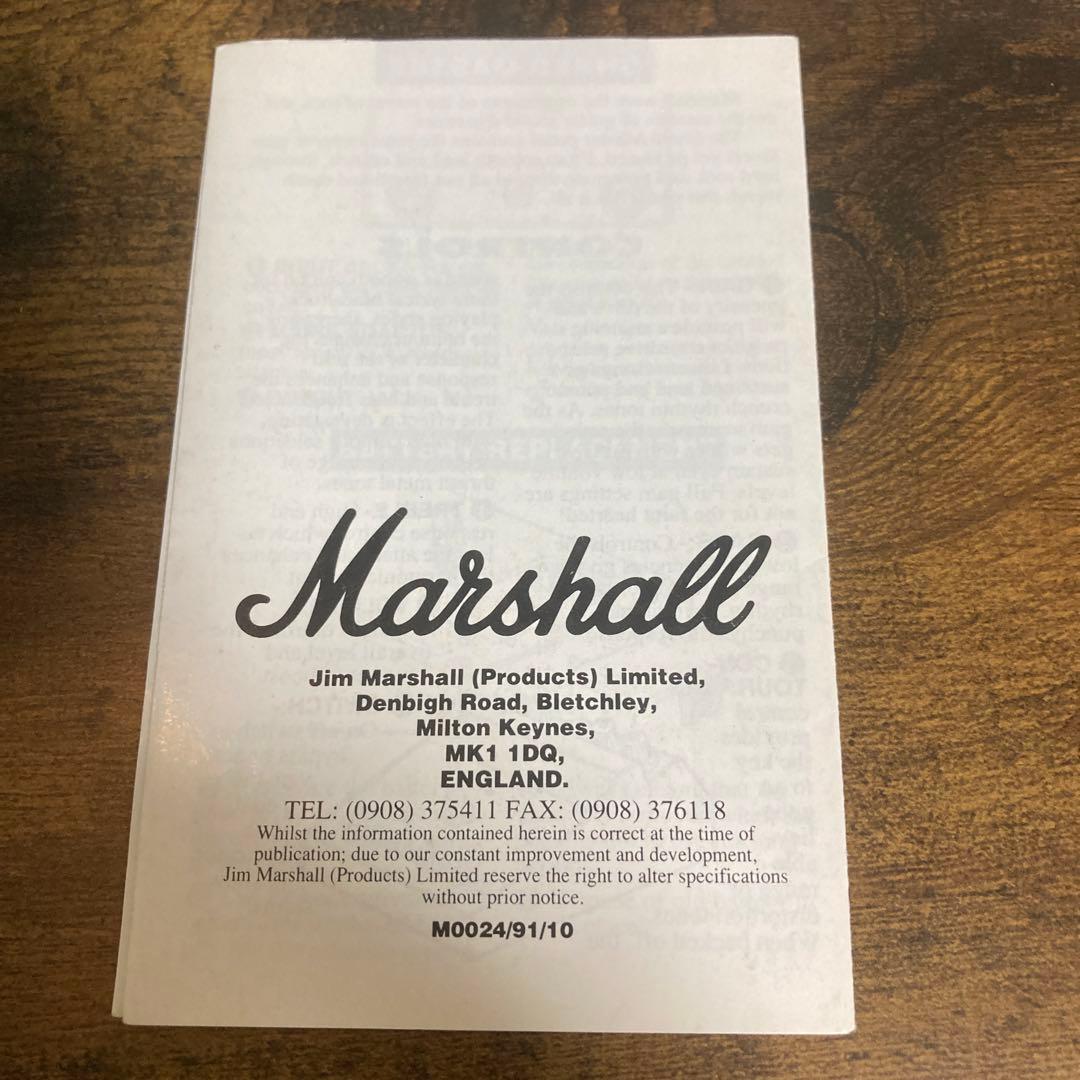 Marshall
Jim Marshall (Products) Limited,
Denbigh Road, Bletchley,
Milton Keynes,
MK1 1DQ,
ENGLAND.
TEL: (0908) 375411 FAX: (0908) 376118
Whilst the information contained herein is correct at the time of
publication; due to our constant improvement and development,
Jim Marshall (Products) Limited reserve the right to alter specifications
without prior notice.
M0024/91/10